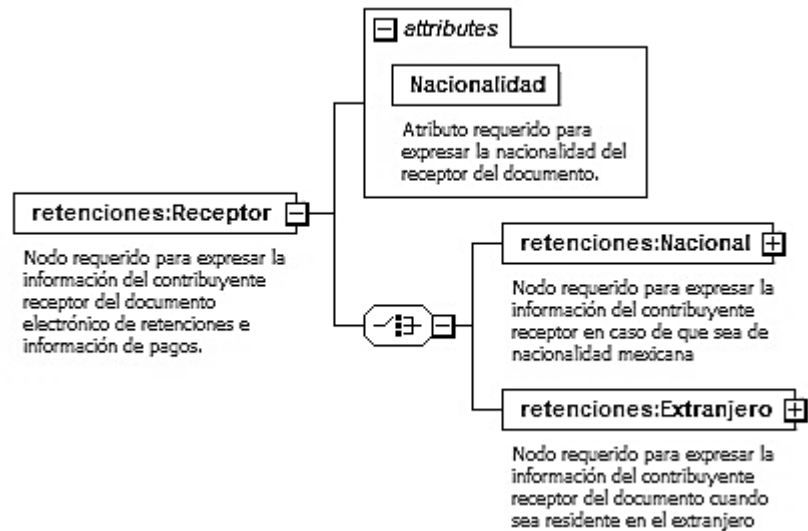 attributes
Nacionalidad
Atributo requerido para
expresar la nacionalidad del
receptor del documento.
retenciones:Receptor
Nodo requerido para expresar la
información del contribuyente
receptor del documento
electrónico de retenciones e
información de pagos.
retenciones:Nacional
Nodo requerido para expresar la
información del contribuyente
receptor en caso de que sea de
nacionalidad mexicana
retenciones:Extranjero
Nodo requerido para expresar la
información del contribuyente
receptor del documento cuando
sea residente en el extranjero